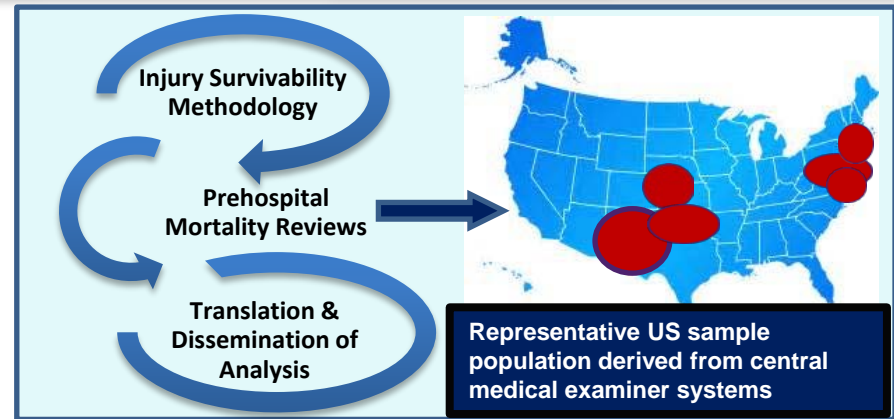 Injury Survivability
Methodology
Prehospital
Mortality Reviews
Translation &
Dissemination of
Analysis
Representative US sample
population derived from central
medical examiner systems